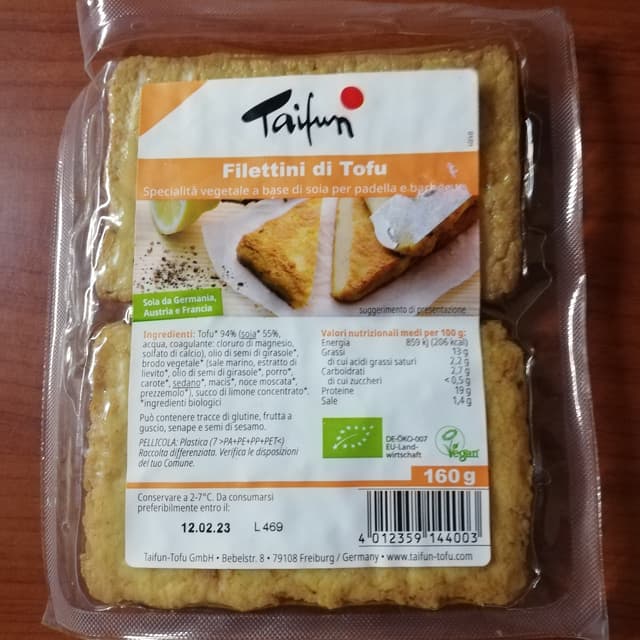 Taifun
Filettini di Tofu
Specialità vegetale a base di soia per padella e
Soia da Germania,
Austria e Francia
suggerimento di presentazione
Ingredienti: Tofu* 94% (soia* 55%,
acqua, coagulante: cloruro di magnesio,
solfato di calcio), olio di semi di girasole*,
brodo vegetale* (sale marino, estratto di
lievito*, olio di semi di girasole*, porro*,
carote*, sedano*, macis*, noce moscata*,
prezzemolo*), succo di limone concentrato*.
*ingredienti biologici
Può contenere tracce di glutine, frutta a
guscio, senape e semi di sesamo.
PELLICOLA: Plastica (7 >PA+PE+PP+PET<)
Raccolta differenziata. Verifica le disposizioni
del tuo Comune.
Valori nutrizionali medi per 100 g:
Energia 859 kJ (206 kcal)
Grassi 13 g
di cui acidi grassi saturi 2,2 g
Carboidrati 2,7 g
di cui zuccheri < 0,5 g
Proteine 19 g
Sale 1,4 g
DE-ÖKO-007
EU-Land-
wirtschaft
Vegan
160 g
Conservare a 2-7°C. Da consumarsi
preferibilmente entro il:
12.02.23 L469
4 012359 144003
Taifun-Tofu GmbH • Bebelstr. 8 • 79108 Freiburg / Germany • www.taifun-tofu.com